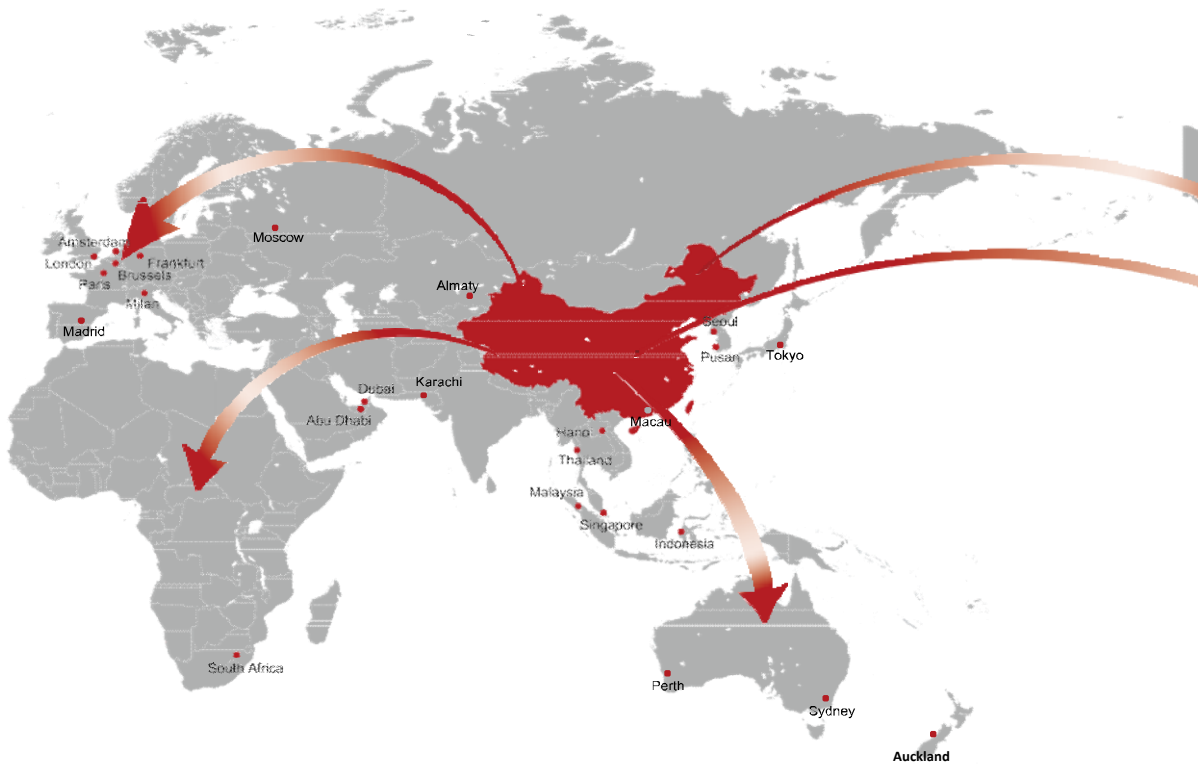 Moscow
Amsterdam
London
Frankfurt
Brussels
Paris
Almaty
Milan
Madrid
Seoul
Pusan
Tokyo
Karachi
Dubai
Abu Dhabi
Macau
Hanoi
Thailand
Malaysia
Singapore
Indonesia
South Africa
Perth
Sydney
Auckland